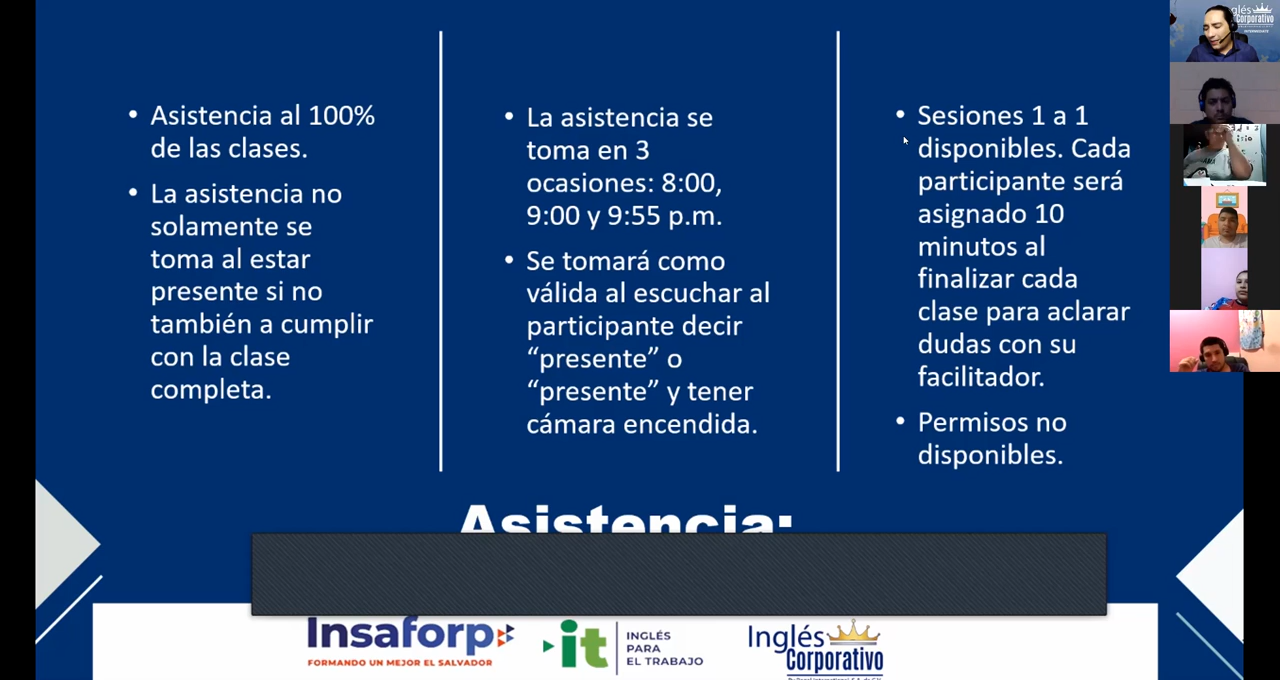 • Asistencia al 100%
de las clases.
• La asistencia no
solamente se
toma al estar
presente si no
también a cumplir
con la clase
completa.
• La asistencia se
toma en 3
ocasiones: 8:00,
9:00 y 9:55 p.m.
• Se tomará como
válida al escuchar al
participante decir
“presente” o
“presente” y tener
cámara encendida.
• Sesiones 1 a 1
disponibles. Cada
participante será
asignado 10
minutos al
finalizar cada
clase para aclarar
dudas con su
facilitador.
• Permisos no
disponibles.
Asistencia:
Insaforp
FORMANDO UN MEJOR EL SALVADOR
it
INGLÉS
PARA
EL TRABAJO
Inglés
Corporativo